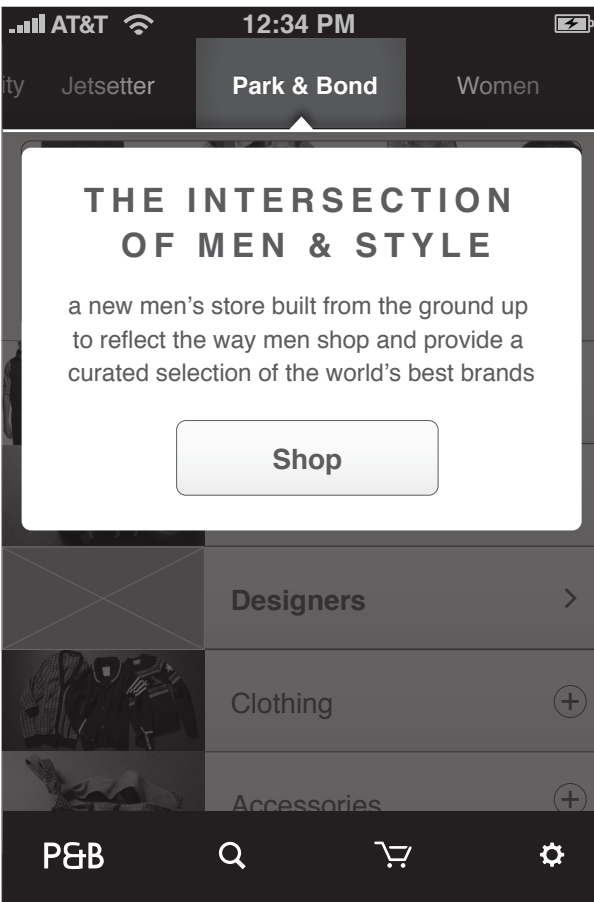 AT&T 12:34 PM
ity Jetsetter Park & Bond Women
THE INTERSECTION
OF MEN & STYLE
a new men's store built from the ground up
to reflect the way men shop and provide a
curated selection of the world's best brands
Shop
Designers
Clothing
Accessories
P&B